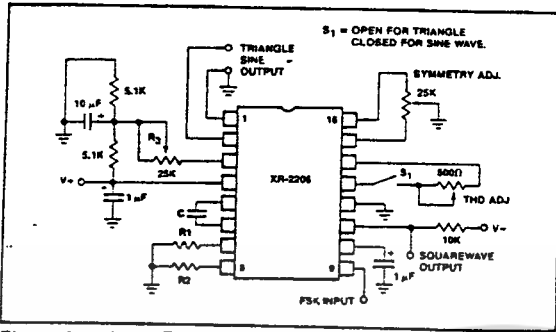 S₁ = OPEN FOR TRIANGLE
CLOSED FOR SINE WAVE.
TRIANGLE
SINE
OUTPUT
SYMMETRY ADJ.
5.1K
25K
10 µF
+
1
16
R3
5.1K
XR-2206
S₁
500Ω
25K
V+
THD ADJ
1 µF
C
V+
10K
R1
SQUAREWAVE
OUTPUT
+
1 µF
R2
8
9
FSK INPUT